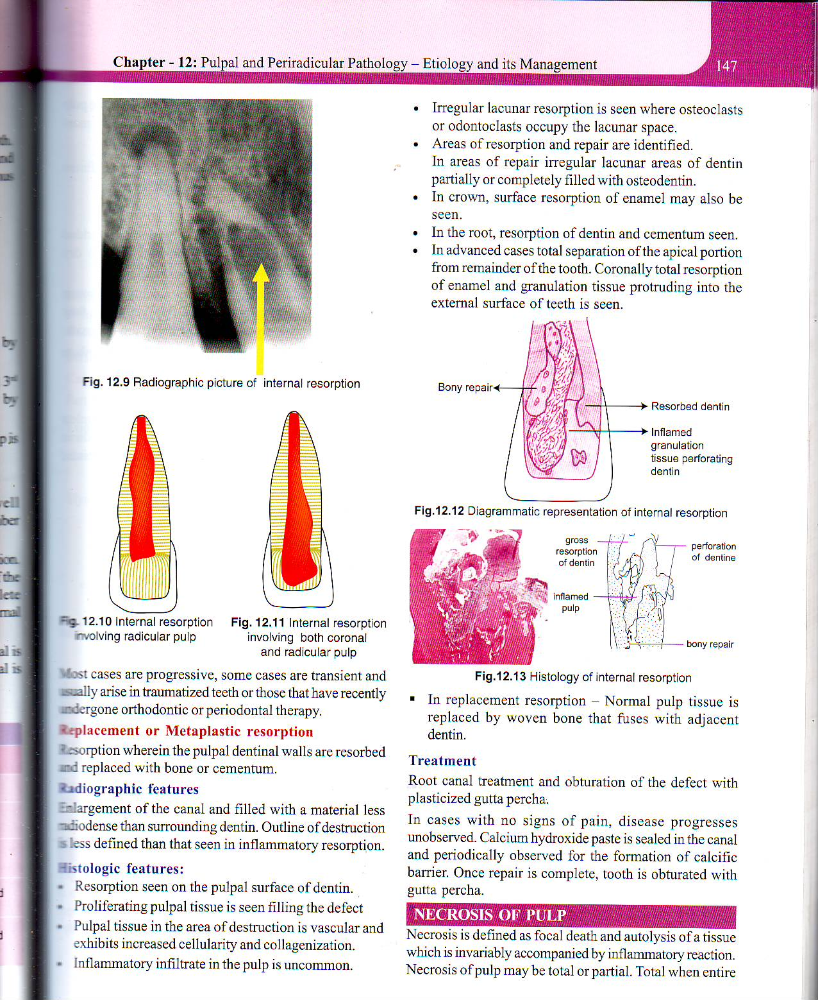 Chapter - 12: Pulpal and Periradicular Pathology – Etiology and its Management
147
Fig. 12.9 Radiographic picture of internal resorption
Fig. 12.10 Internal resorption
involving radicular pulp
Fig. 12.11 Internal resorption
involving both coronal
and radicular pulp
Most cases are progressive, some cases are transient and
usually arise in traumatized teeth or those that have recently
undergone orthodontic or periodontal therapy.
Replacement or Metaplastic resorption
Resorption wherein the pulpal dentinal walls are resorbed
and replaced with bone or cementum.
Radiographic features
Enlargement of the canal and filled with a material less
radiodense than surrounding dentin. Outline of destruction
is less defined than that seen in inflammatory resorption.
Histologic features:
▪ Resorption seen on the pulpal surface of dentin.
▪ Proliferating pulpal tissue is seen filling the defect
▪ Pulpal tissue in the area of destruction is vascular and
exhibits increased cellularity and collagenization.
▪ Inflammatory infiltrate in the pulp is uncommon.
• Irregular lacunar resorption is seen where osteoclasts
or odontoclasts occupy the lacunar space.
• Areas of resorption and repair are identified.
In areas of repair irregular lacunar areas of dentin
partially or completely filled with osteodentin.
• In crown, surface resorption of enamel may also be
seen.
• In the root, resorption of dentin and cementum seen.
• In advanced cases total separation of the apical portion
from remainder of the tooth. Coronally total resorption
of enamel and granulation tissue protruding into the
external surface of teeth is seen.
Bony repair
Resorbed dentin
Inflamed
granulation
tissue perforating
dentin
Fig.12.12 Diagrammatic representation of internal resorption
gross
resorption
of dentin
inflamed
pulp
perforation
of dentine
bony repair
Fig.12.13 Histology of internal resorption
▪ In replacement resorption – Normal pulp tissue is
replaced by woven bone that fuses with adjacent
dentin.
Treatment
Root canal treatment and obturation of the defect with
plasticized gutta percha.
In cases with no signs of pain, disease progresses
unobserved. Calcium hydroxide paste is sealed in the canal
and periodically observed for the formation of calcific
barrier. Once repair is complete, tooth is obturated with
gutta percha.
NECROSIS OF PULP
Necrosis is defined as focal death and autolysis of a tissue
which is invariably accompanied by inflammatory reaction.
Necrosis of pulp may be total or partial. Total when entire
by
3rd
by
p is
well
of the
al is
al is